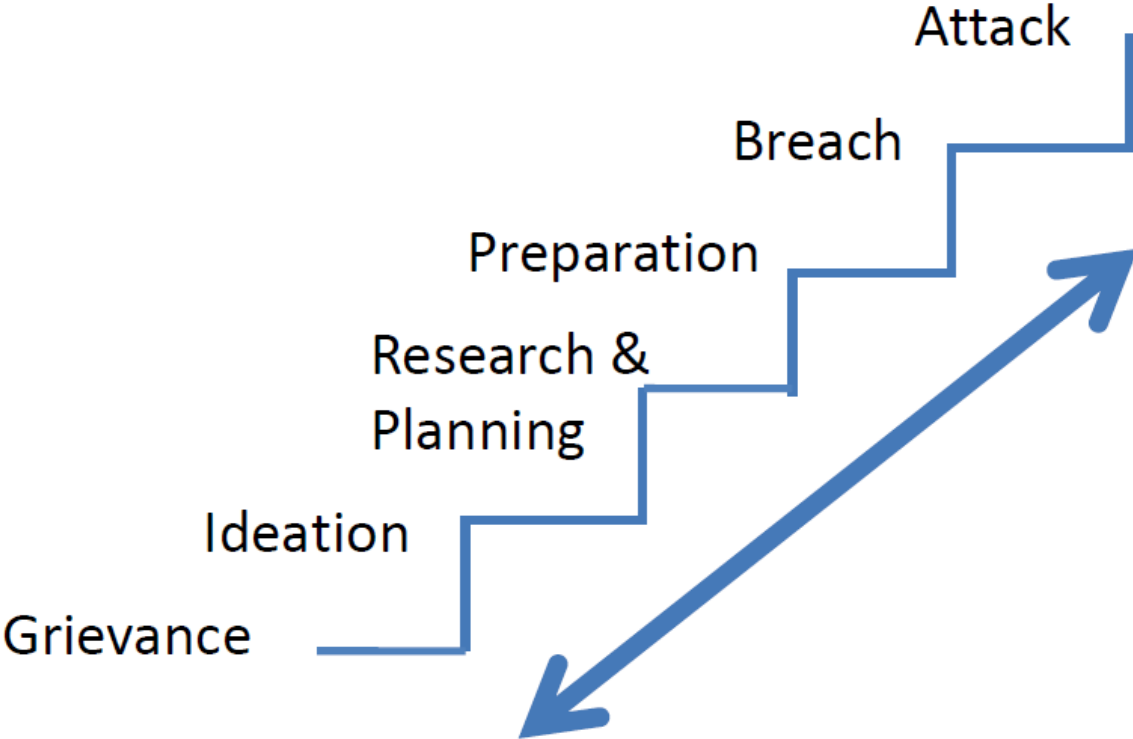 Attack
Breach
Preparation
Research &
Planning
Ideation
Grievance